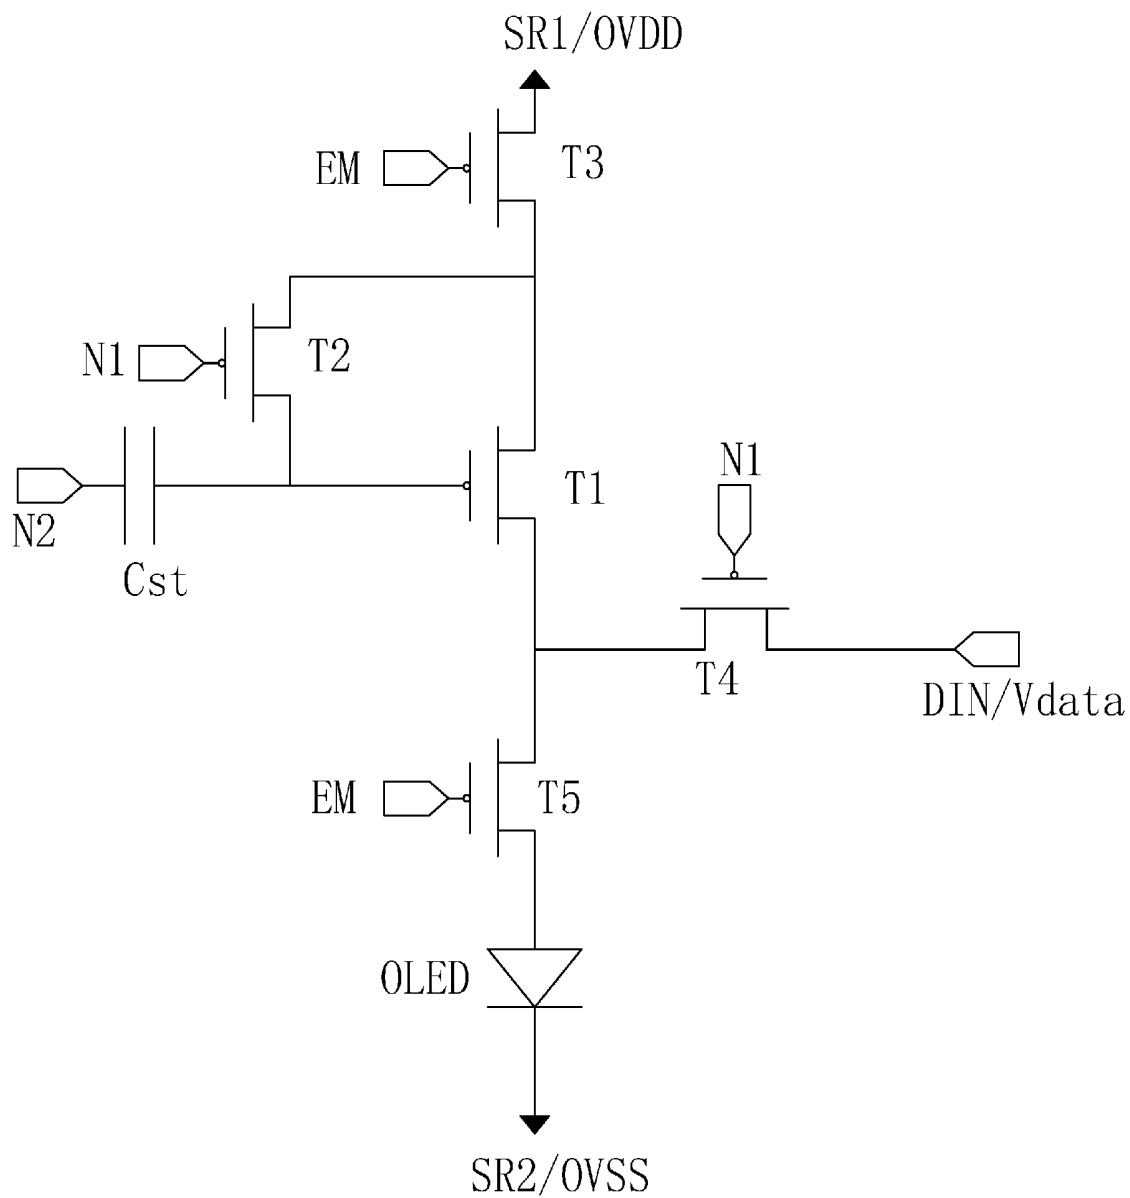 SR1/OVDD
EM
T3
N1
T2
N1
T1
N2
Cst
T4
DIN/Vdata
EM
T5
OLED
SR2/OVSS